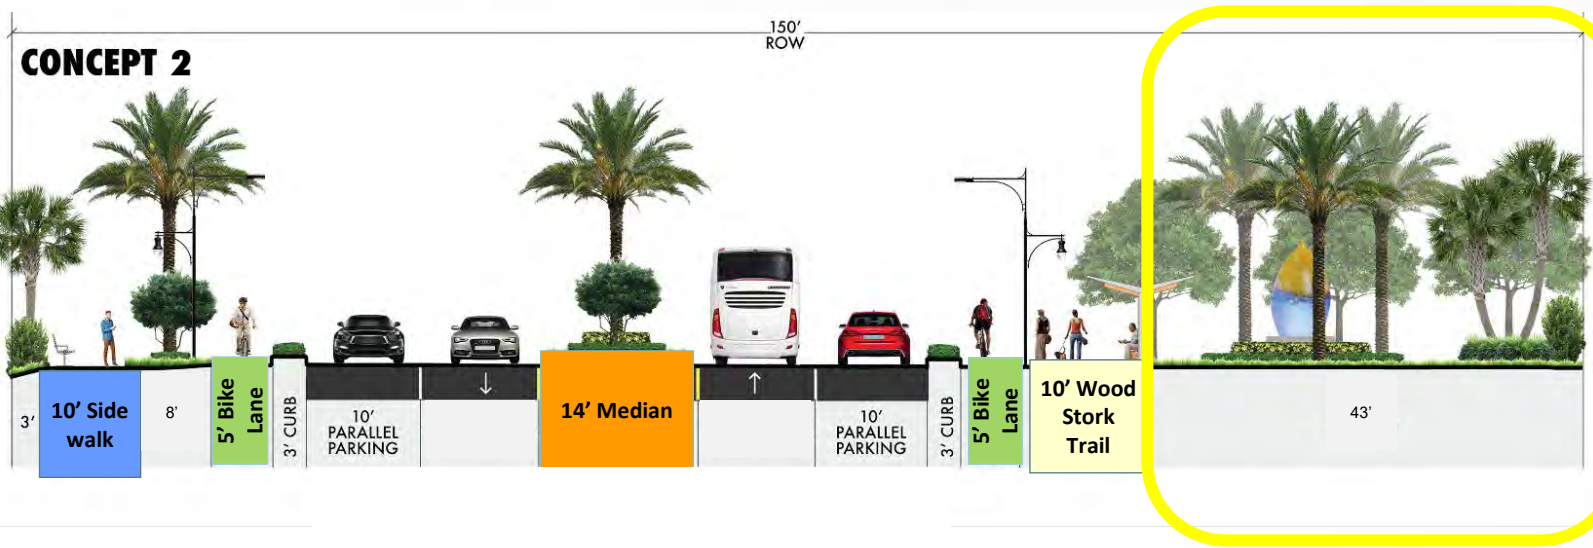 150'
ROW
CONCEPT 2
3'
10' Side
walk
8'
5' Bike
Lane
3' CURB
10'
PARALLEL
PARKING
14' Median
10'
PARALLEL
PARKING
3' CURB
5' Bike
Lane
10' Wood
Stork
Trail
43'